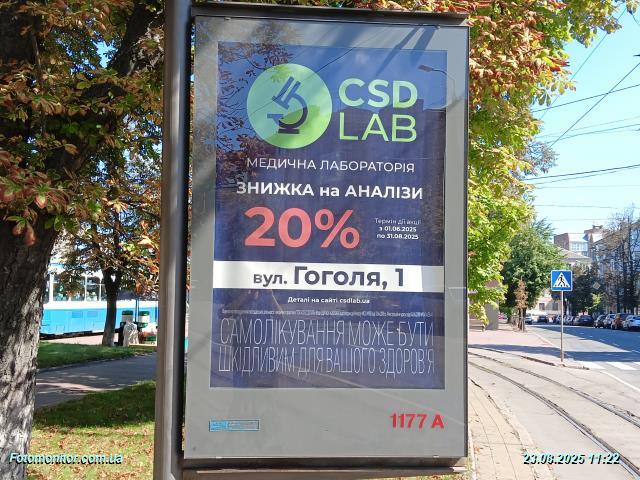 CSD
LAB
МЕДИЧНА ЛАБОРАТОРІЯ
ЗНИЖКА на АНАЛІЗИ
20%
Термін дії акції
з 01.06.2025
по 31.08.2025
вул. Гоголя, 1
Деталі на сайті csdlab.ua
САМОЛІКУВАННЯ МОЖЕ БУТИ
ШКІДЛИВИМ ДЛЯ ВАШОГО ЗДОРОВ'Я
1177 A
Fotomonitor.com.ua
23.08.2025 11:22